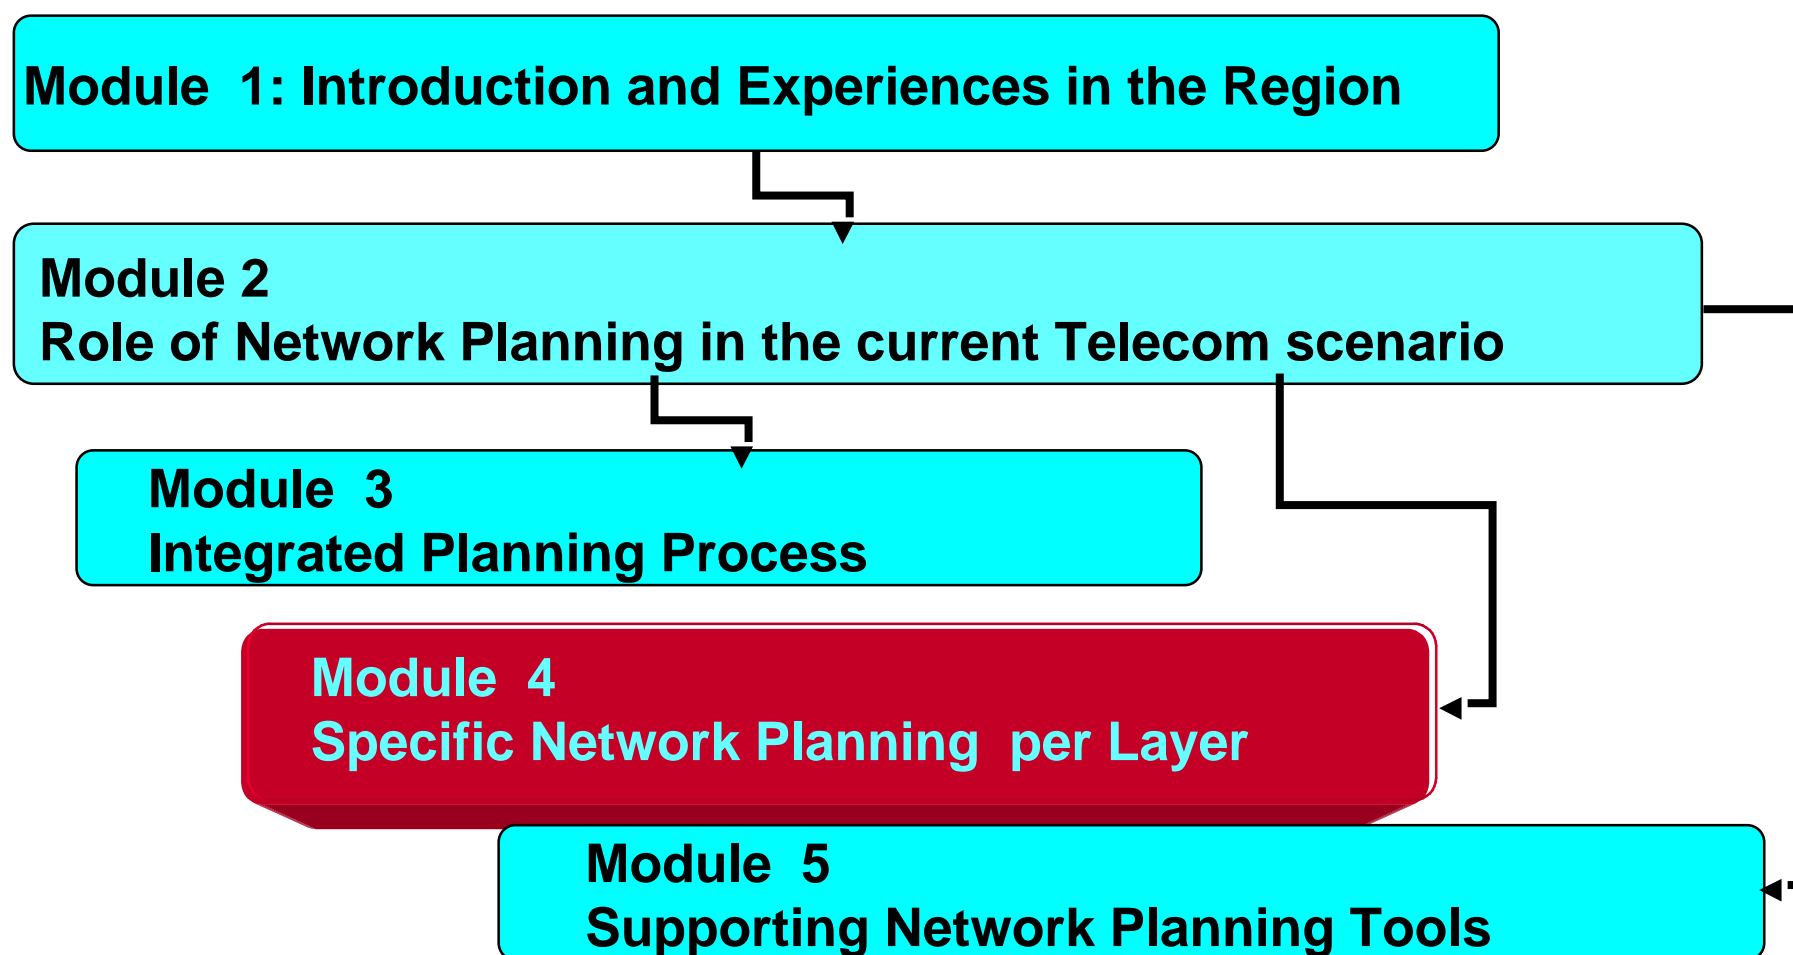 Module  1: Introduction and Experiences in the Region
Module 2
Role of Network Planning in the current Telecom scenario
Module  3
Integrated Planning Process
Module  4
Specific Network Planning  per Layer
Module  5
Supporting Network Planning Tools